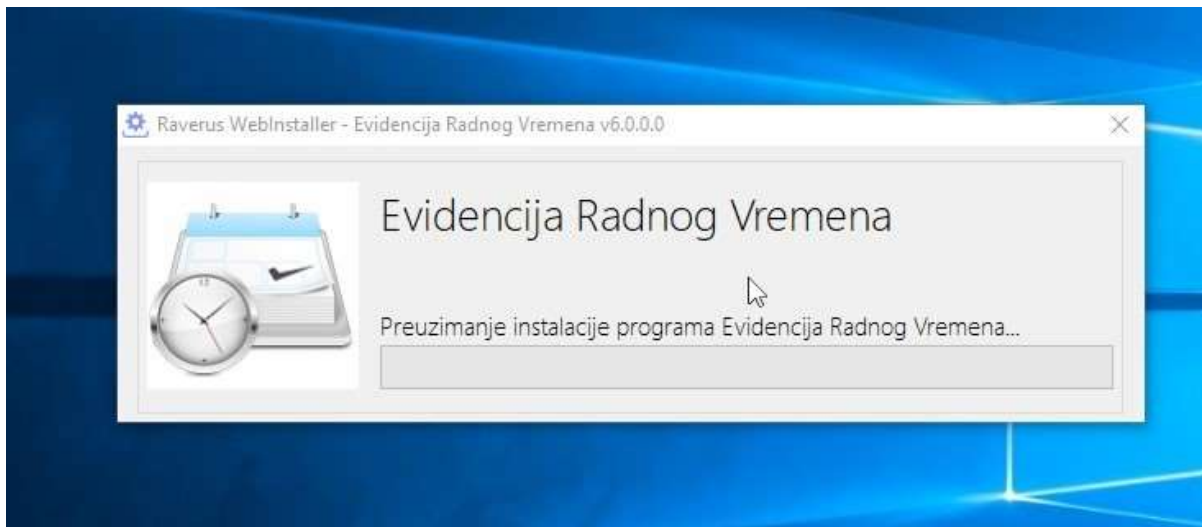 Raverus WebInstaller - Evidencija Radnog Vremena v6.0.0.0
Evidencija Radnog Vremena
Preuzimanje instalacije programa Evidencija Radnog Vremena...